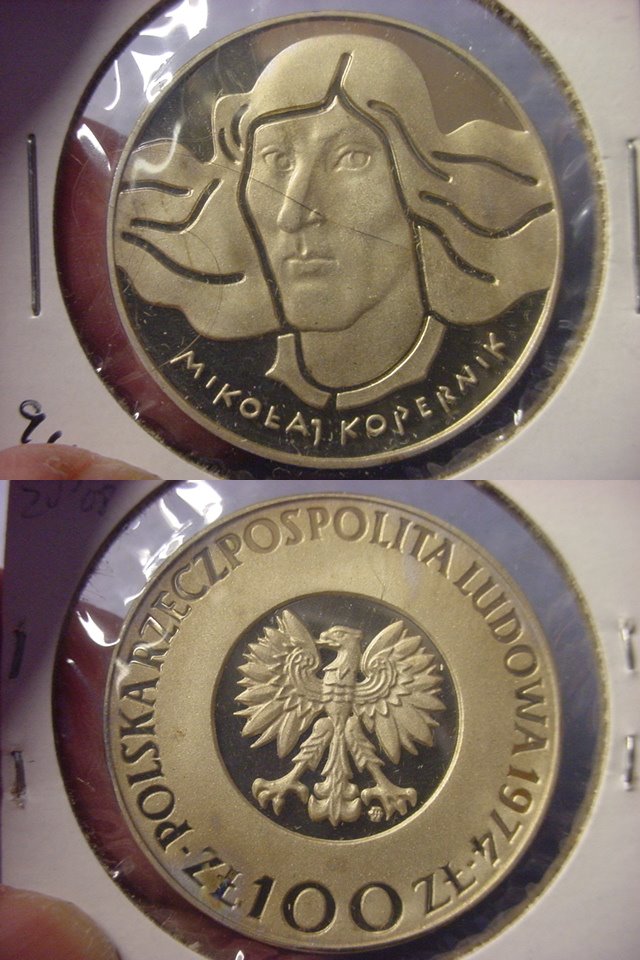 MIKOŁAJ KOPERNIK
POLSKA RZECZPOSPOLITA LUDOWA 1974
ZŁ 100 ZŁ